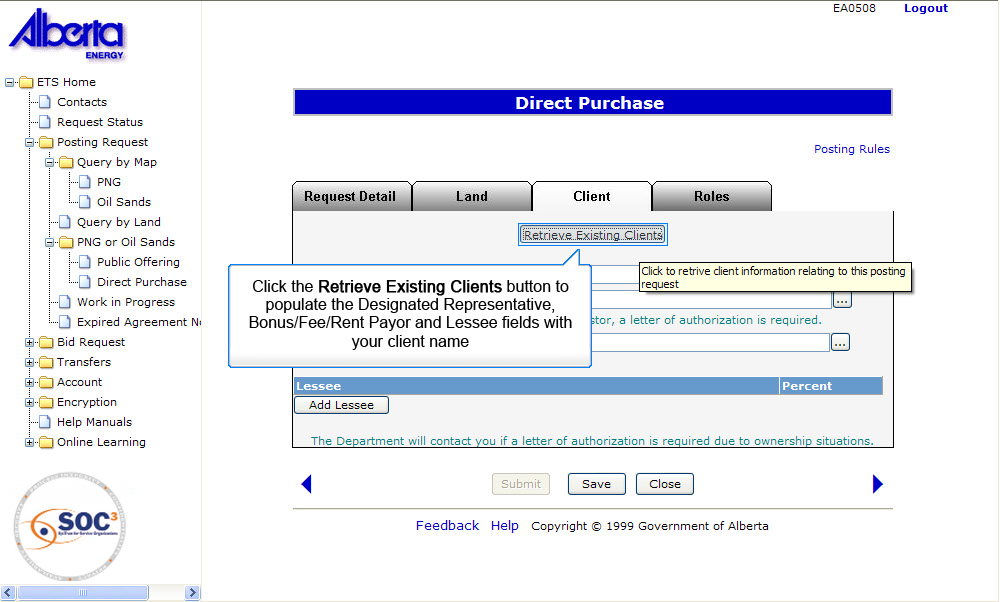 EA0508 Logout
Alberta
ENERGY
ETS Home
Contacts
Request Status
Posting Request
Query by Map
PNG
Oil Sands
Query by Land
PNG or Oil Sands
Public Offering
Direct Purchase
Work in Progress
Expired Agreement No
Bid Request
Transfers
Account
Encryption
Help Manuals
Online Learning
SOC3
Direct Purchase
Posting Rules
Request Detail Land Client Roles
Retrieve Existing Clients
Click to retrive client information relating to this posting
request
Click the Retrieve Existing Clients button to
populate the Designated Representative,
Bonus/Fee/Rent Payor and Lessee fields with
your client name
...
stor, a letter of authorization is required.
...
Lessee Percent
Add Lessee
The Department will contact you if a letter of authorization is required due to ownership situations.
Submit Save Close
Feedback Help Copyright © 1999 Government of Alberta